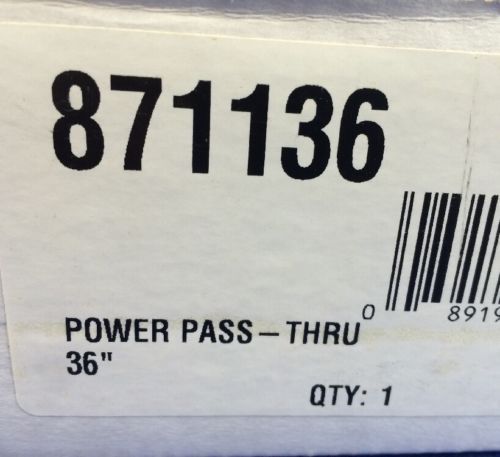 871136
0 8919
POWER PASS–THRU
36"
QTY: 1